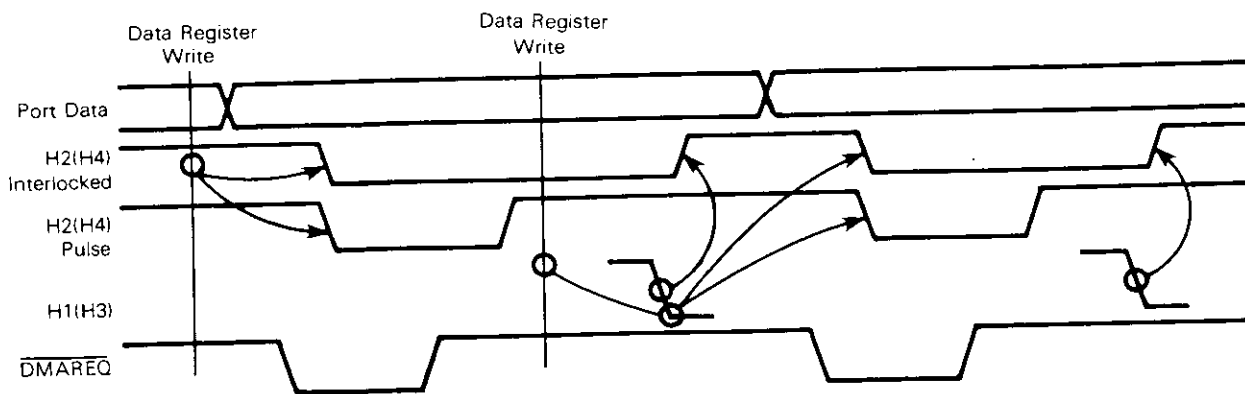 Data Register
Write
Data Register
Write
Port Data
H2(H4)
Interlocked
H2(H4)
Pulse
H1(H3)
DMAREQ